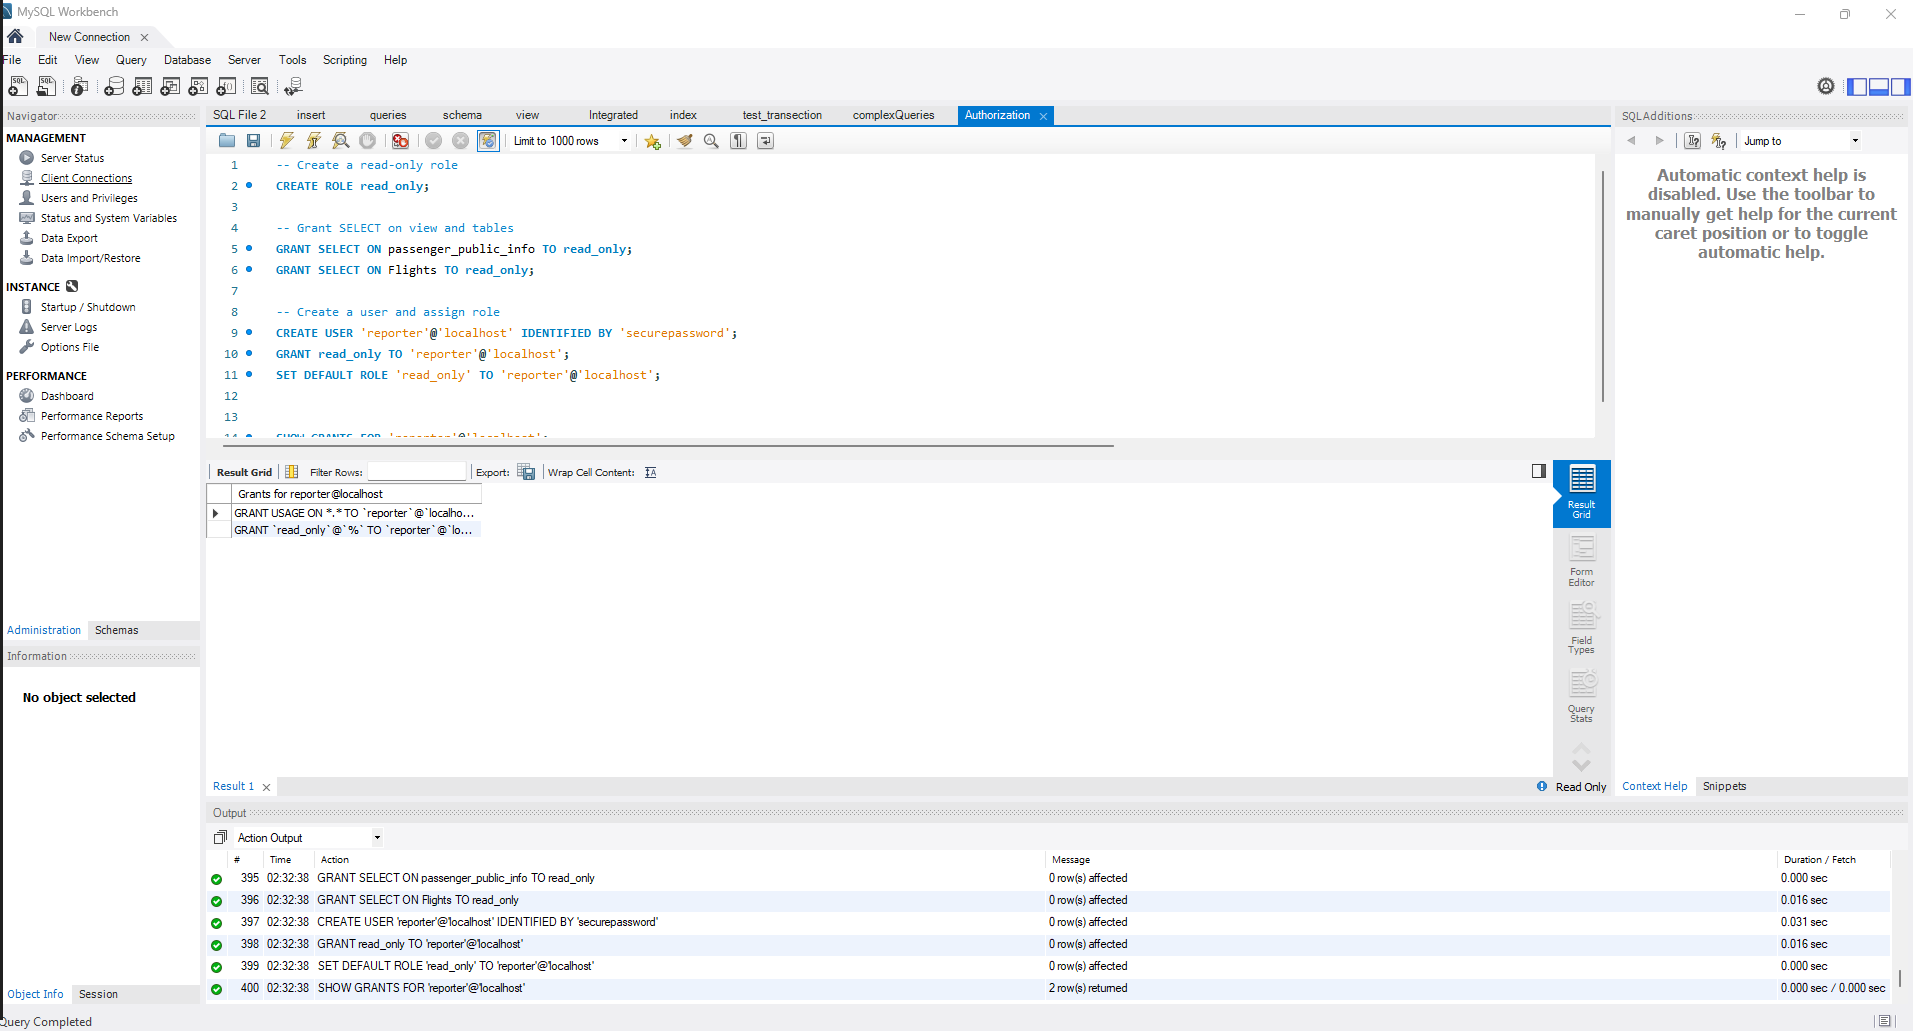 MySQL Workbench
New Connection
File Edit View Query Database Server Tools Scripting Help
Navigator
MANAGEMENT
Server Status
Client Connections
Users and Privileges
Status and System Variables
Data Export
Data Import/Restore
INSTANCE
Startup / Shutdown
Server Logs
Options File
PERFORMANCE
Dashboard
Performance Reports
Performance Schema Setup
Administration Schemas
Information
No object selected
Object Info Session
Query Completed
SQL File 2 insert queries schema view Integrated index test_transection complexQueries Authorization
Limit to 1000 rows
1 -- Create a read-only role
2 CREATE ROLE read_only;
3
4 -- Grant SELECT on view and tables
5 GRANT SELECT ON passenger_public_info TO read_only;
6 GRANT SELECT ON Flights TO read_only;
7
8 -- Create a user and assign role
9 CREATE USER 'reporter'@'localhost' IDENTIFIED BY 'securepassword';
10 GRANT read_only TO 'reporter'@'localhost';
11 SET DEFAULT ROLE 'read_only' TO 'reporter'@'localhost';
12
13
14 SHOW GRANTS FOR 'reporter'@'localhost';
Result Grid Filter Rows: Export: Wrap Cell Content:
Grants for reporter@localhost
GRANT USAGE ON *.* TO `reporter`@`localho...
GRANT `read_only`@`%` TO `reporter`@`lo...
Result
Grid
Form
Editor
Field
Types
Query
Stats
Result 1
Read Only
SQLAdditions
Jump to
Automatic context help is
disabled. Use the toolbar to
manually get help for the current
caret position or to toggle
automatic help.
Context Help Snippets
Output
Action Output
# Time Action Message Duration / Fetch
395 02:32:38 GRANT SELECT ON passenger_public_info TO read_only 0 row(s) affected 0.000 sec
396 02:32:38 GRANT SELECT ON Flights TO read_only 0 row(s) affected 0.016 sec
397 02:32:38 CREATE USER 'reporter'@'localhost' IDENTIFIED BY 'securepassword' 0 row(s) affected 0.031 sec
398 02:32:38 GRANT read_only TO 'reporter'@'localhost' 0 row(s) affected 0.016 sec
399 02:32:38 SET DEFAULT ROLE 'read_only' TO 'reporter'@'localhost' 0 row(s) affected 0.000 sec
400 02:32:38 SHOW GRANTS FOR 'reporter'@'localhost' 2 row(s) returned 0.000 sec / 0.000 sec